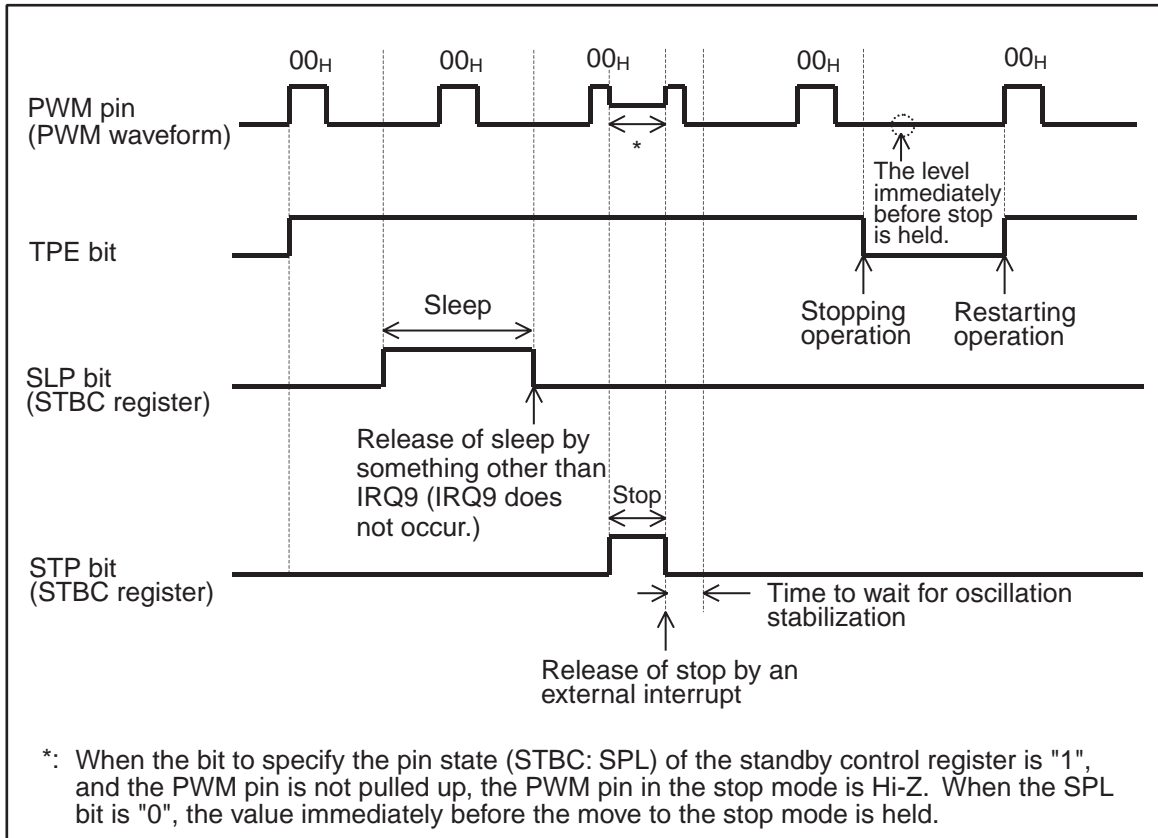 00H 00H 00H 00H 00H
PWM pin
(PWM waveform)
*
The level
immediately
before stop
is held.
TPE bit
Sleep
Stopping
operation
Restarting
operation
SLP bit
(STBC register)
Release of sleep by
something other than
IRQ9 (IRQ9 does
not occur.)
Stop
STP bit
(STBC register)
Time to wait for oscillation
stabilization
Release of stop by an
external interrupt
*: When the bit to specify the pin state (STBC: SPL) of the standby control register is "1",
and the PWM pin is not pulled up, the PWM pin in the stop mode is Hi-Z. When the SPL
bit is "0", the value immediately before the move to the stop mode is held.